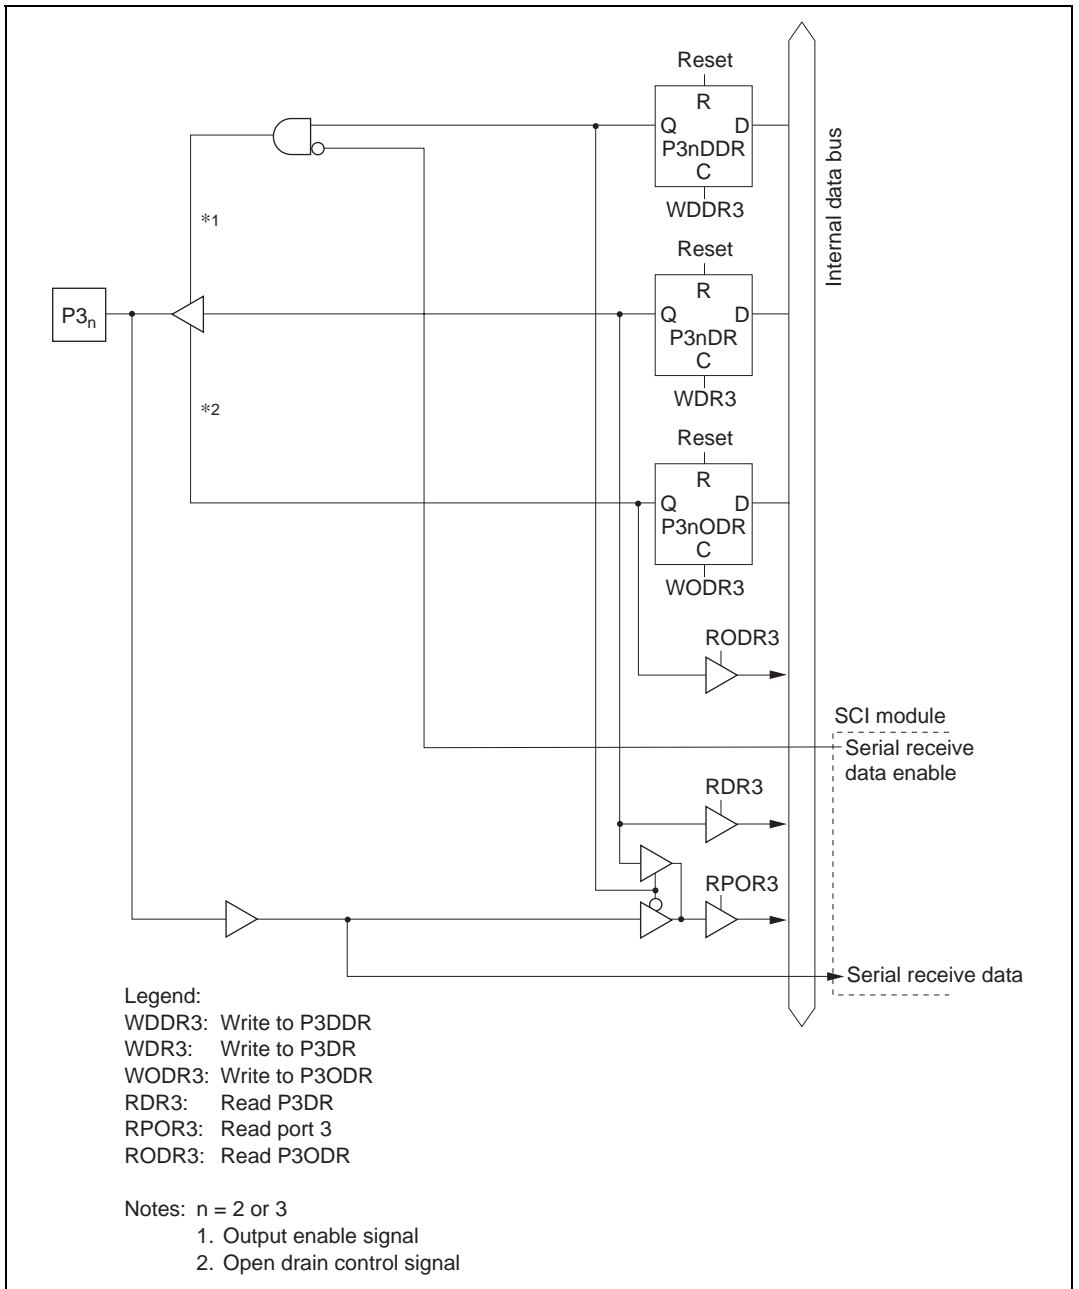 Reset
R
Q D
P3nDDR
C
WDDR3
Internal data bus
*1
Reset
R
P3n
Q D
P3nDR
C
WDR3
*2
Reset
R
Q D
P3nODR
C
WODR3
RODR3
SCI module
Serial receive
data enable
RDR3
RPOR3
Serial receive data
Legend:
WDDR3: Write to P3DDR
WDR3: Write to P3DR
WODR3: Write to P3ODR
RDR3: Read P3DR
RPOR3: Read port 3
RODR3: Read P3ODR
Notes: n = 2 or 3
1. Output enable signal
2. Open drain control signal